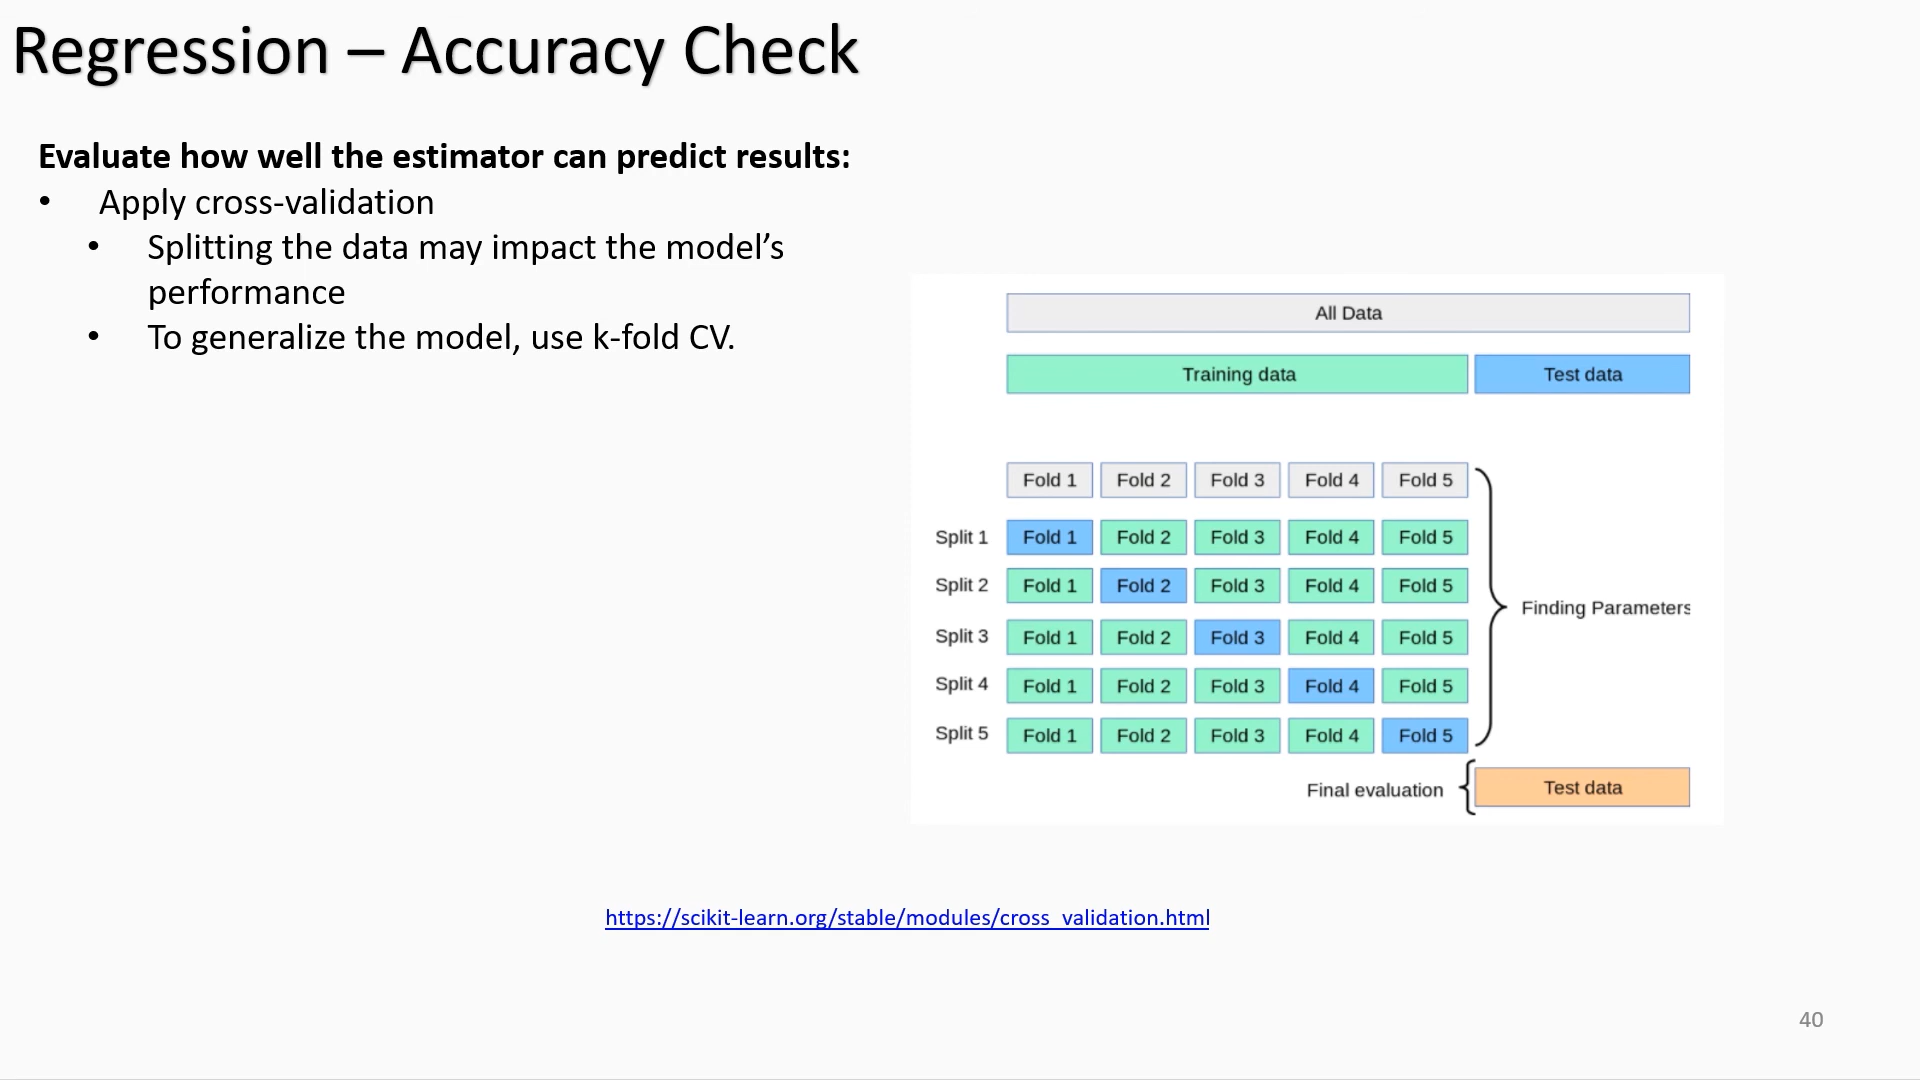 Regression – Accuracy Check
Evaluate how well the estimator can predict results:
• Apply cross-validation
• Splitting the data may impact the model’s
performance
• To generalize the model, use k-fold CV.
All Data
Training data Test data
Fold 1 Fold 2 Fold 3 Fold 4 Fold 5
Split 1 Fold 1 Fold 2 Fold 3 Fold 4 Fold 5
Split 2 Fold 1 Fold 2 Fold 3 Fold 4 Fold 5
Finding Parameters
Split 3 Fold 1 Fold 2 Fold 3 Fold 4 Fold 5
Split 4 Fold 1 Fold 2 Fold 3 Fold 4 Fold 5
Split 5 Fold 1 Fold 2 Fold 3 Fold 4 Fold 5
Final evaluation Test data
https://scikit-learn.org/stable/modules/cross_validation.html
40